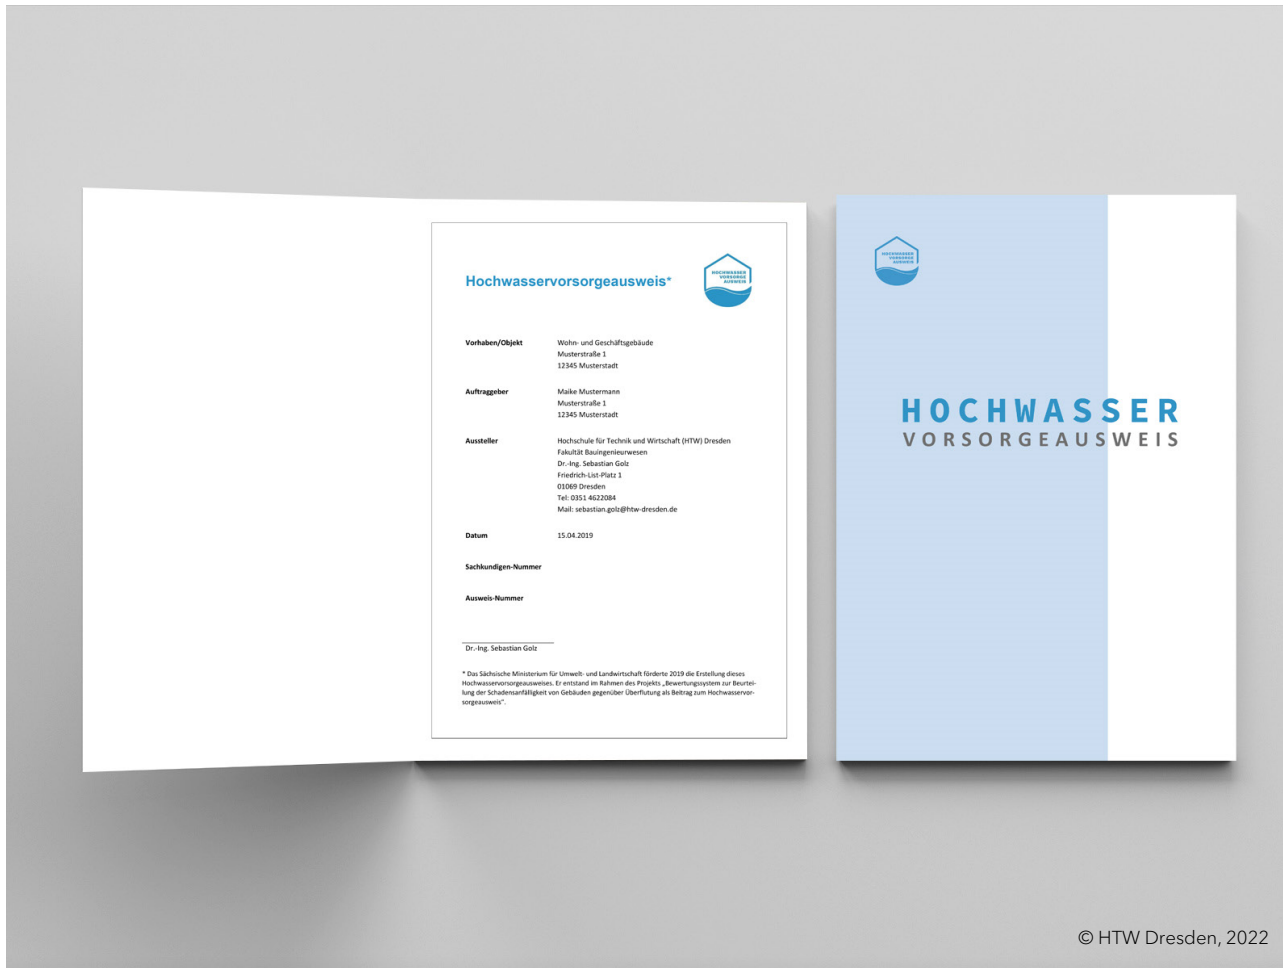 Hochwasservorsorgeausweis*
HOCHWASSER
VORSORGE
AUSWEIS
Vorhaben/Objekt Wohn- und Geschäftsgebäude
Musterstraße 1
12345 Musterstadt
Auftraggeber Maike Mustermann
Musterstraße 1
12345 Musterstadt
Aussteller Hochschule für Technik und Wirtschaft (HTW) Dresden
Fakultät Bauingenieurwesen
Dr.-Ing. Sebastian Golz
Friedrich-List-Platz 1
01069 Dresden
Tel: 0351 4622084
Mail: sebastian.golz@htw-dresden.de
Datum 15.04.2019
Sachkundigen-Nummer
Ausweis-Nummer
Dr.-Ing. Sebastian Golz
* Das Sächsische Ministerium für Umwelt- und Landwirtschaft förderte 2019 die Erstellung dieses
Hochwasservorsorgeausweises. Er entstand im Rahmen des Projekts „Bewertungssystem zur Beurtei-
lung der Schadensanfälligkeit von Gebäuden gegenüber Überflutung als Beitrag zum Hochwasservor-
sorgeausweis".
HOCHWASSER
VORSORGE
AUSWEIS
HOCHWASSER
VORSORGEAUSWEIS
© HTW Dresden, 2022